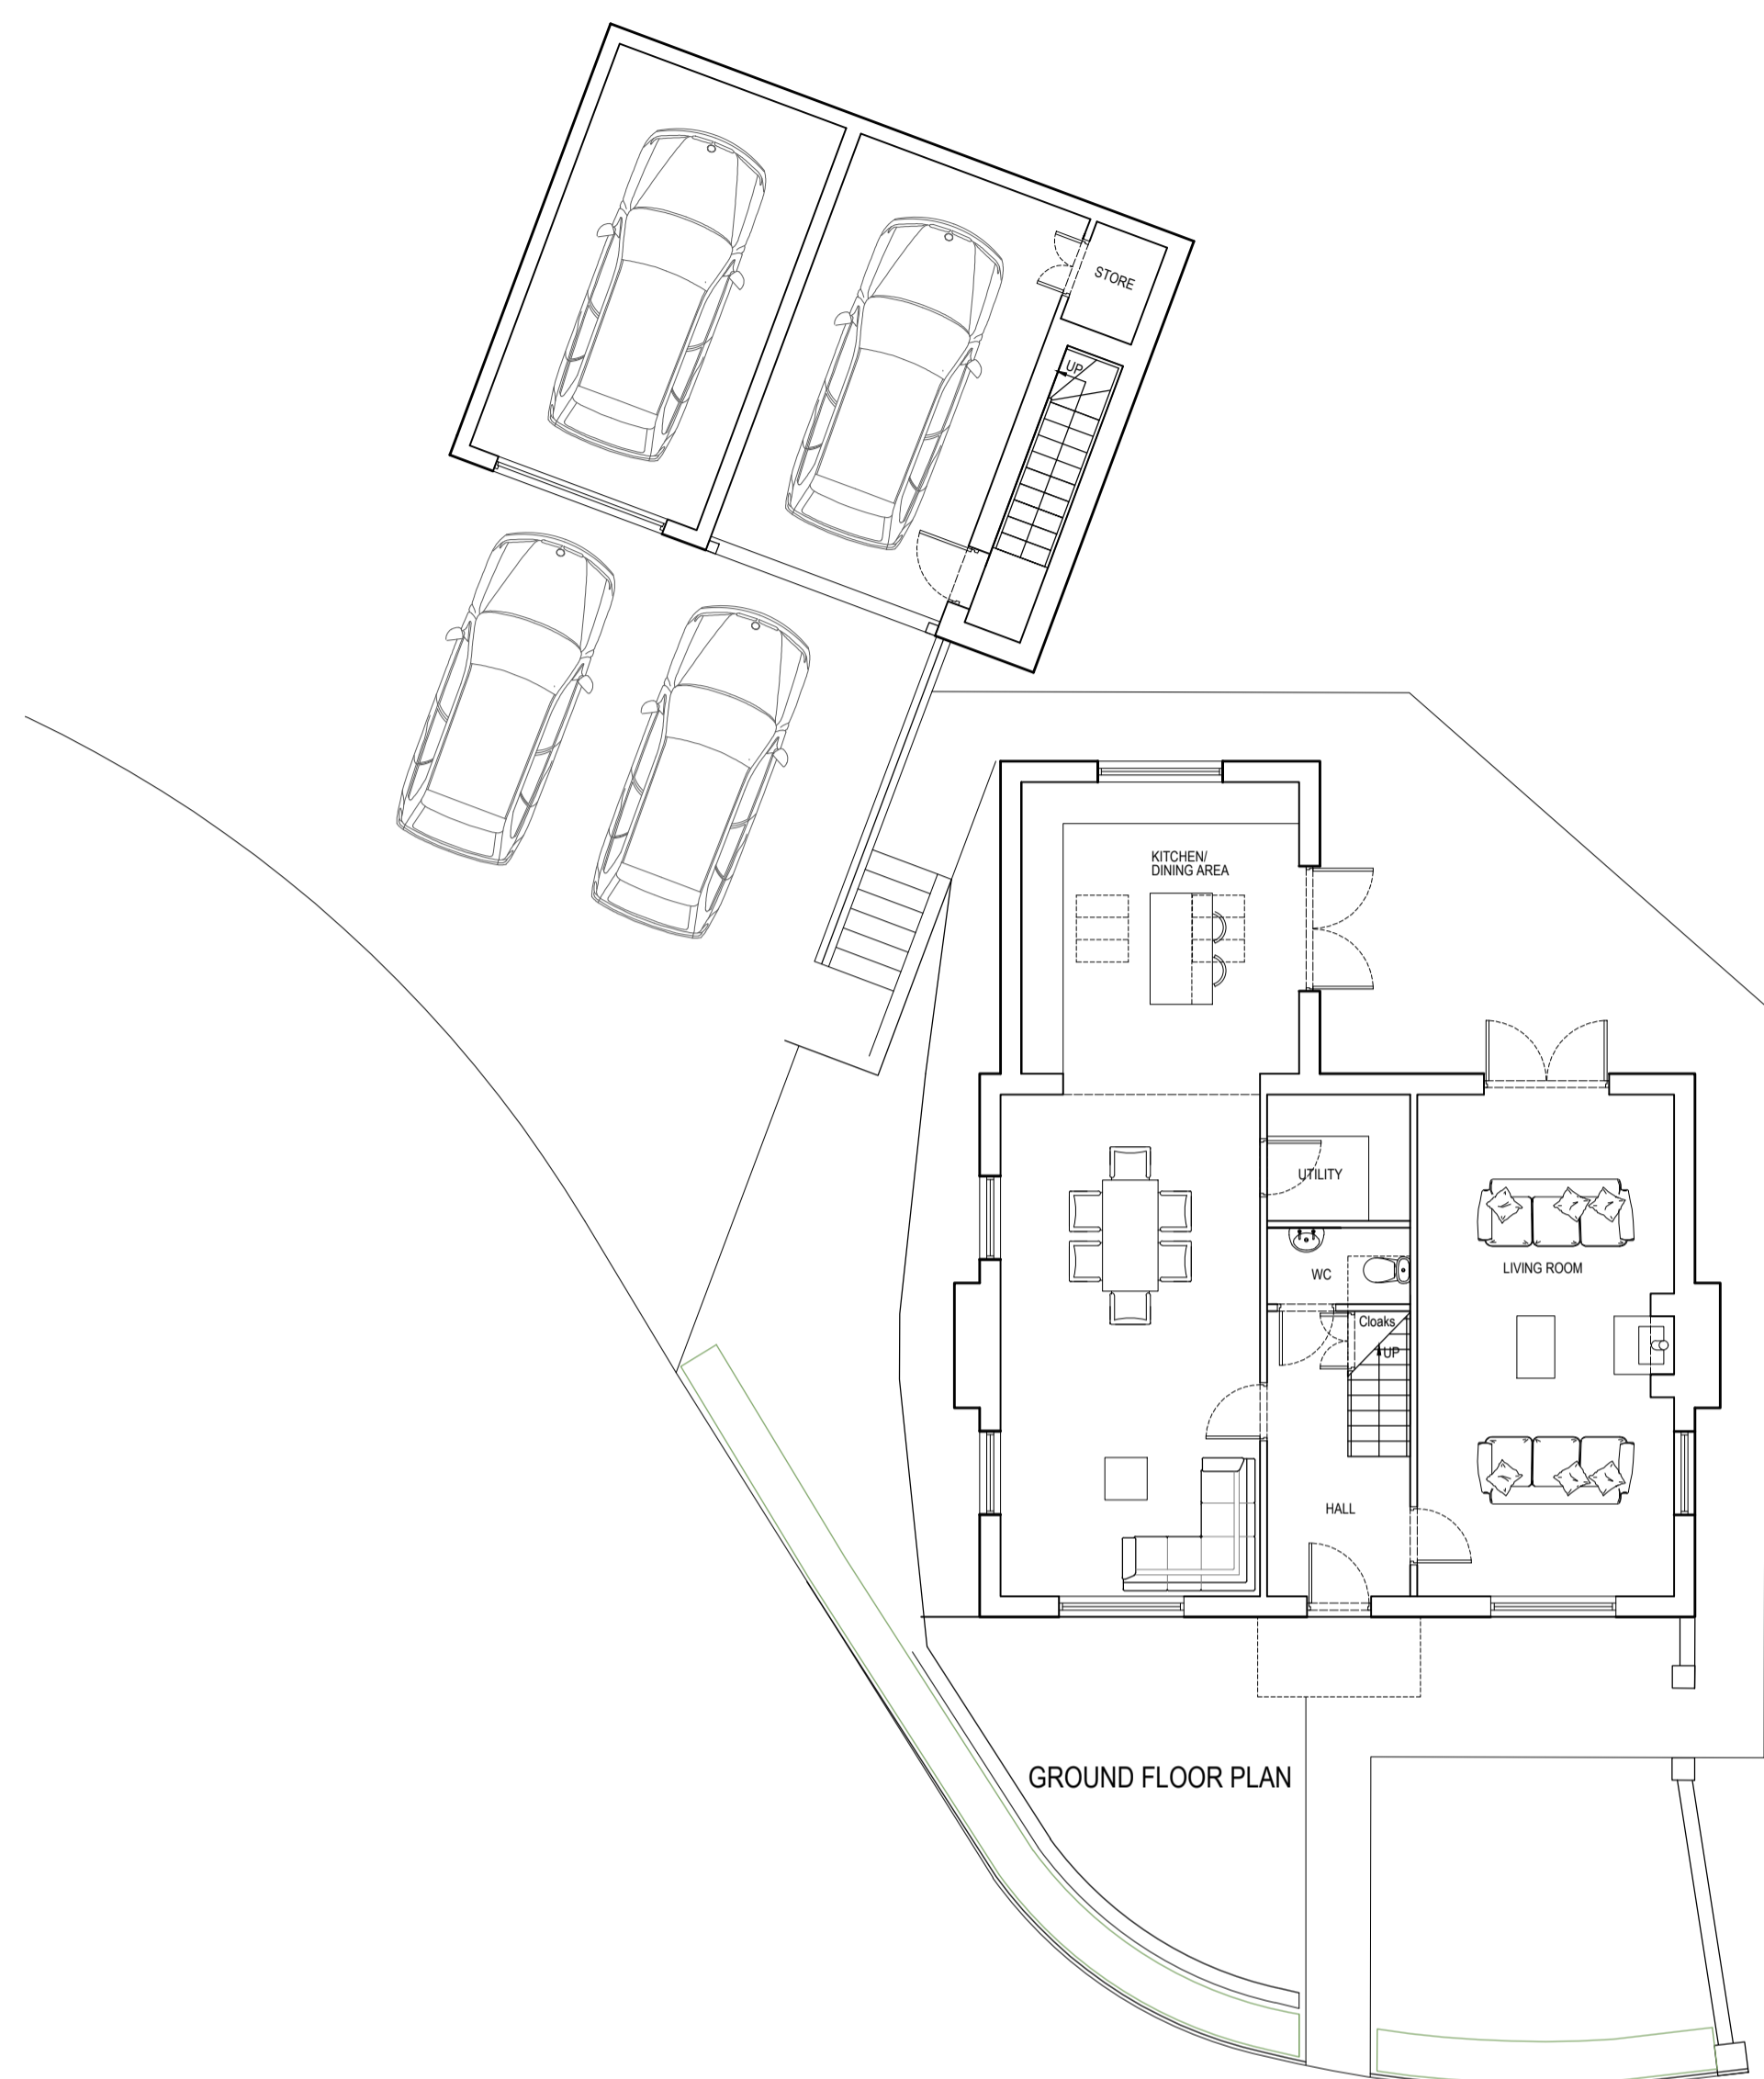 STORE
UP
KITCHEN/
DINING AREA
UTILITY
WC
LIVING ROOM
Cloaks
UP
HALL
GROUND FLOOR PLAN